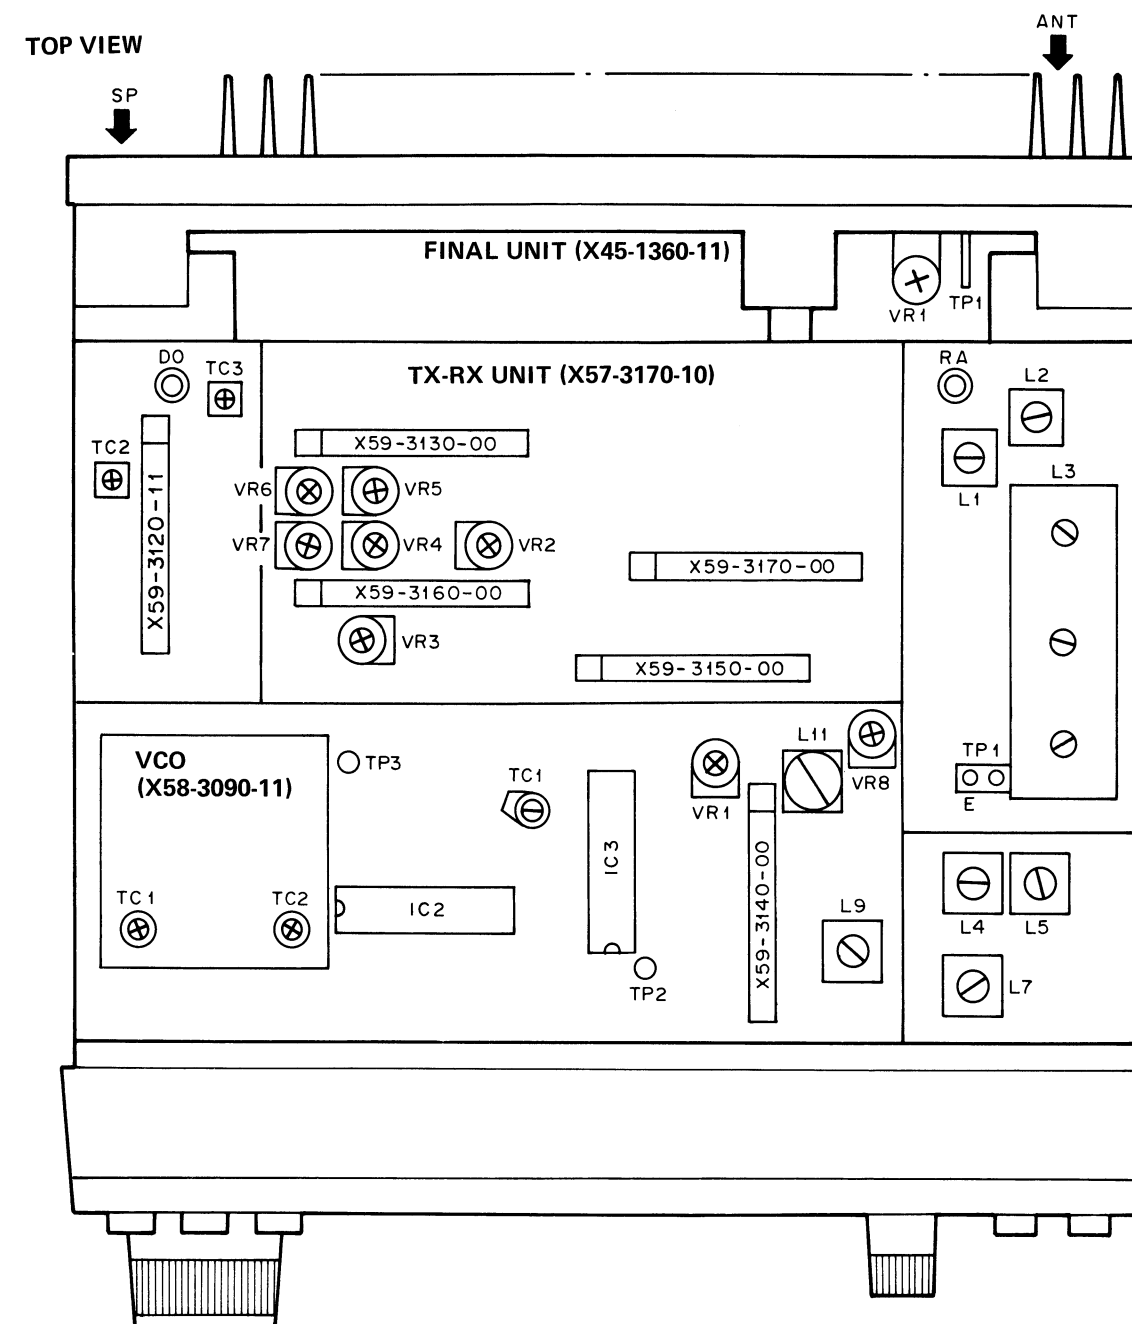 ANT
TOP VIEW
SP
FINAL UNIT (X45-1360-11)
VR1
TP1
DO
TC3
TX-RX UNIT (X57-3170-10)
RA
L2
X59-3130-00
TC2
L3
VR6
VR5
L1
X59-3120-11
VR7
VR4
VR2
X59-3170-00
X59-3160-00
VR3
X59-3150-00
L11
VCO
(X58-3090-11)
TP3
TC1
TP1
VR8
VR1
E
IC3
X59-3140-00
TC1
TC2
IC2
L9
L4
L5
TP2
L7